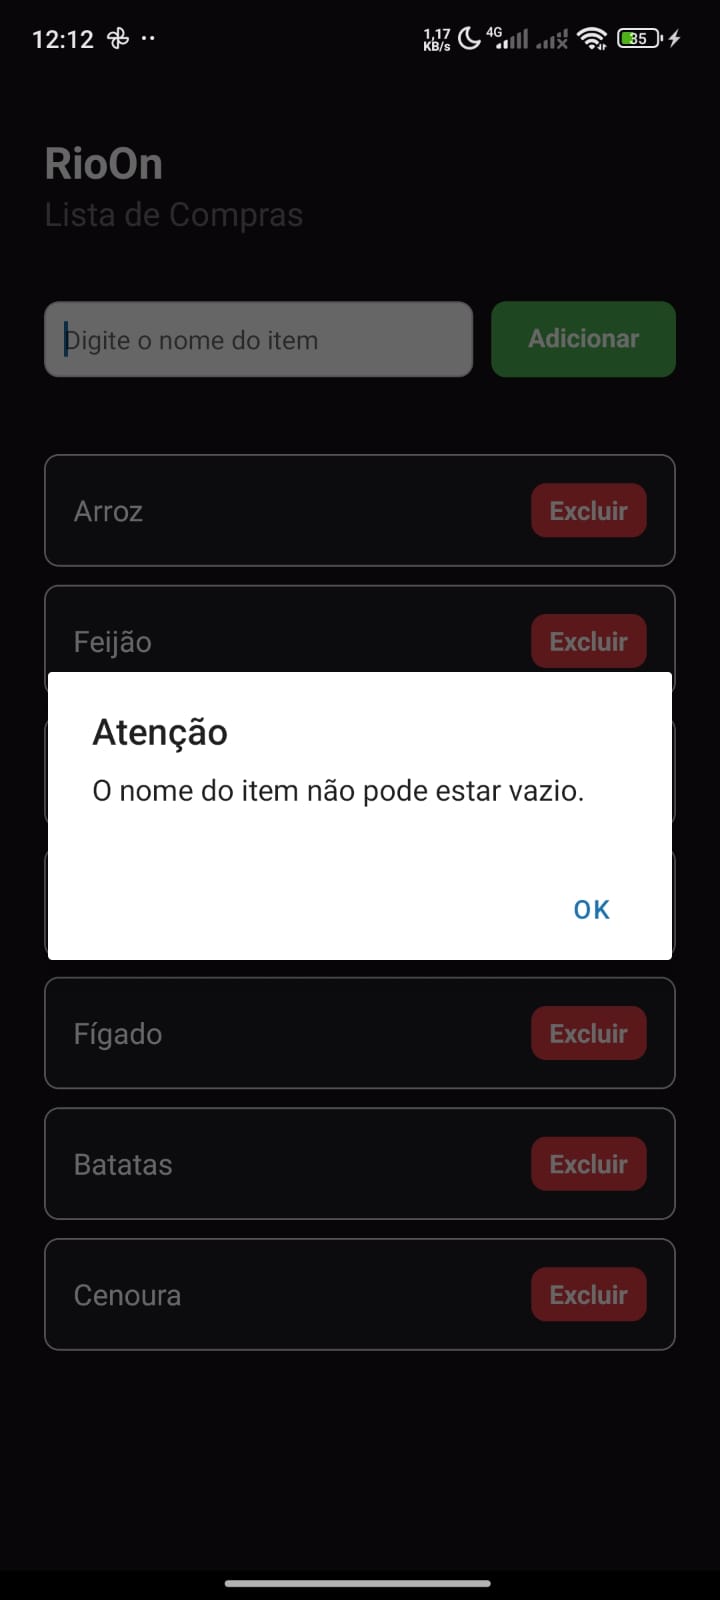 12:12
1,17
KB/s
4G
35
RioOn
Lista de Compras
Digite o nome do item
Adicionar
Arroz
Excluir
Feijão
Excluir
Atenção
O nome do item não pode estar vazio.
OK
Fígado
Excluir
Batatas
Excluir
Cenoura
Excluir